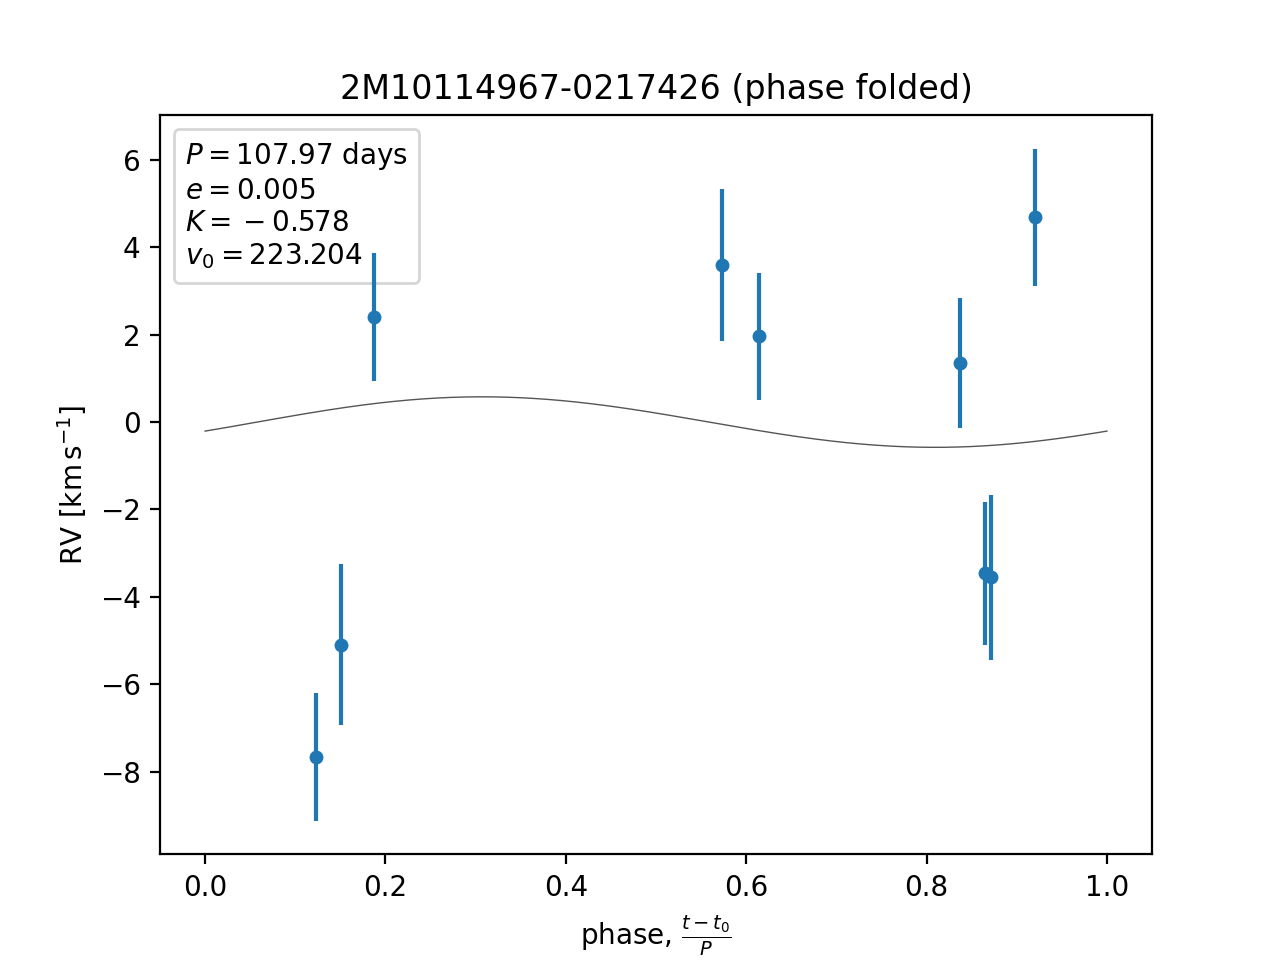 2M10114967-0217426 (phase folded)
P = 107.97 days
e = 0.005
K = −0.578
v₀ = 223.204
6
4
2
0
−2
−4
−6
−8
RV [km s⁻¹]
0.0 0.2 0.4 0.6 0.8 1.0
phase, (t − t₀)/P